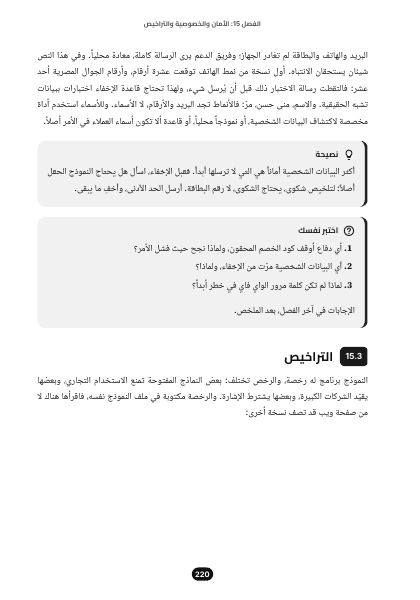 الفصل 15: الأمان والخصوصية والتراخيص
البريد والهاتف والبطاقة لم تغادر الجهاز؛ وفريق الدعم يرى الرسالة كاملة، معادة محلياً. وفي هذا النص
شيئان يستحقان الانتباه. أول نسخة من نمط الهاتف توقعت عشرة أرقام، وأرقام الجوال المصرية أحد
عشر: فالتقطت رسالة الاختبار ذلك قبل أن يُرسل شيء، ولهذا تحتاج قاعدة الإخفاء اختبارات ببيانات
تشبه الحقيقية. والاسم، منى حسن، مرّ: فالأنماط تجد البريد والأرقام، لا الأسماء. وللأسماء استخدم أداة
مخصصة لاكتشاف البيانات الشخصية، أو نموذجاً محلياً، أو قاعدة ألا تكون أسماء العملاء في الأمر أصلاً.
نصيحة
أكثر البيانات الشخصية أماناً هي التي لا ترسلها أبداً. فقبل الإخفاء، اسأل هل يحتاج النموذج الحقل
أصلاً؛ لتلخيص شكوى، يحتاج الشكوى، لا رقم البطاقة. أرسل الحد الأدنى، وأخفِ ما يبقى.
اختبر نفسك
1. أي دفاع أوقف كود الخصم المحقون، ولماذا نجح حيث فشل الأمر؟
2. أي البيانات الشخصية مرّت من الإخفاء، ولماذا؟
3. لماذا لم تكن كلمة مرور الواي فاي في خطر أبداً؟
الإجابات في آخر الفصل، بعد الملخص.
15.3 التراخيص
النموذج برنامج له رخصة، والرخص تختلف: بعض النماذج المفتوحة تمنع الاستخدام التجاري، وبعضها
يقيّد الشركات الكبيرة، وبعضها يشترط الإشارة. والرخصة مكتوبة في ملف النموذج نفسه، فاقرأها هناك لا
من صفحة ويب قد تصف نسخة أخرى:
220